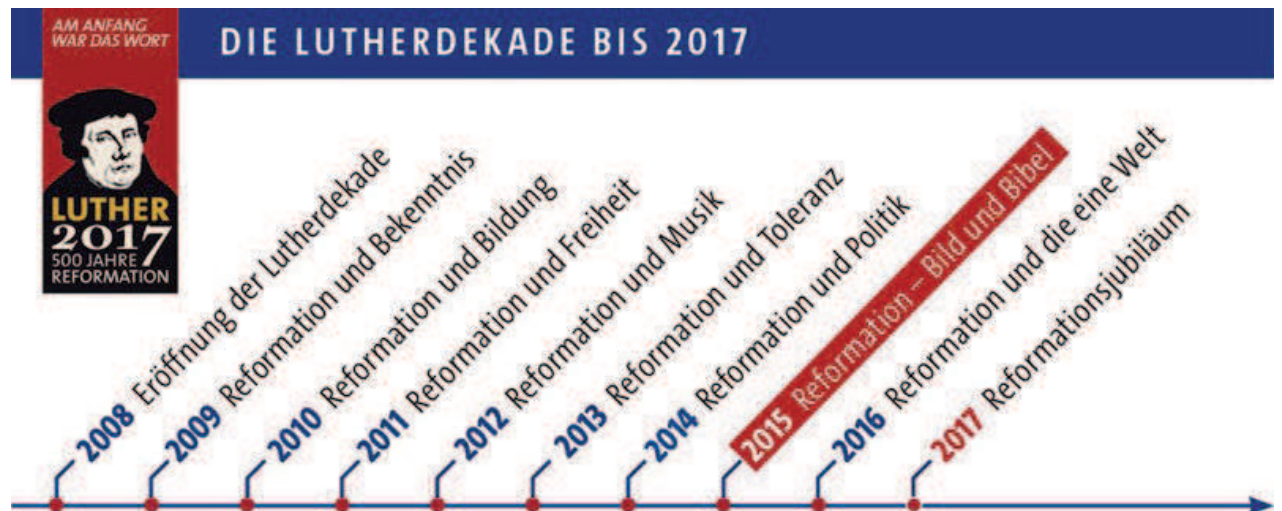 AM ANFANG
WAR DAS WORT
DIE LUTHERDEKADE BIS 2017
LUTHER
2017
500 JAHRE
REFORMATION
2008 Eröffnung der Lutherdekade
2009 Reformation und Bekenntnis
2010 Reformation und Bildung
2011 Reformation und Freiheit
2012 Reformation und Musik
2013 Reformation und Toleranz
2014 Reformation und Politik
2015 Reformation – Bild und Bibel
2016 Reformation und die eine Welt
2017 Reformationsjubiläum